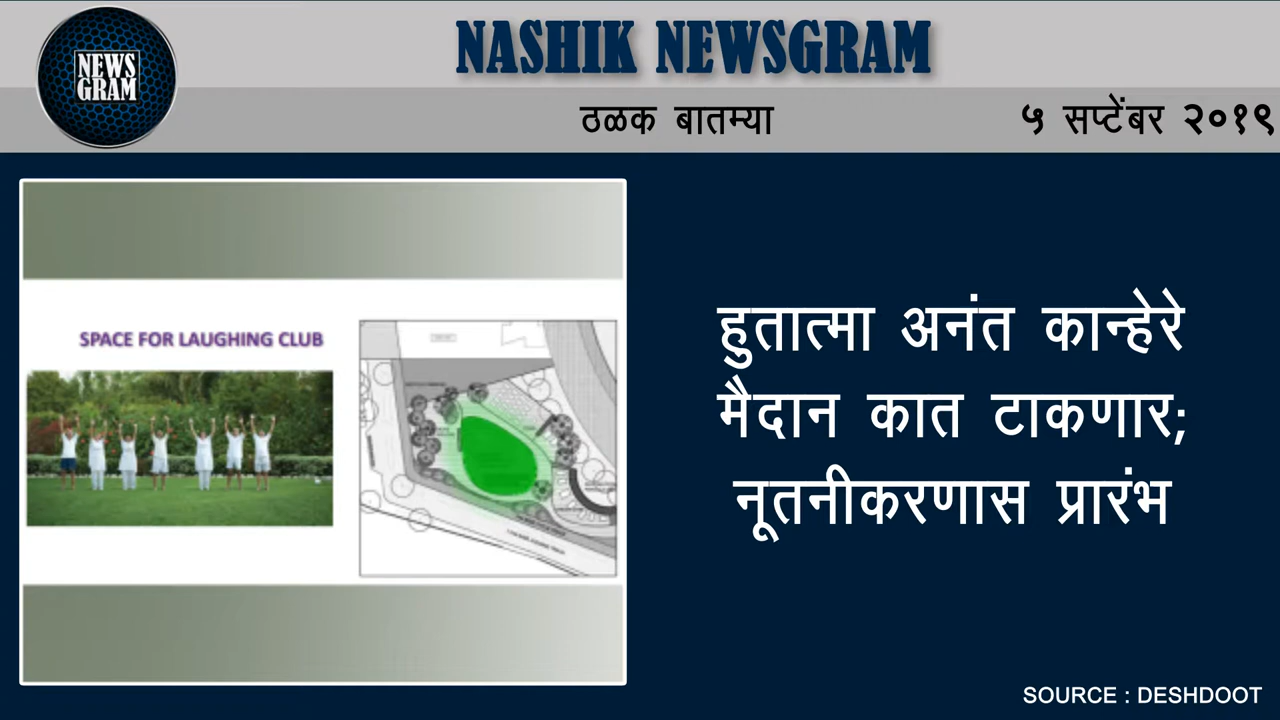 NASHIK NEWSGRAM
NEWS
GRAM
ठळक बातम्या
५ सप्टेंबर २०१९
SPACE FOR LAUGHING CLUB
हुतात्मा अनंत कान्हेरे
मैदान कात टाकणार;
नूतनीकरणास प्रारंभ
SOURCE : DESHDOOT